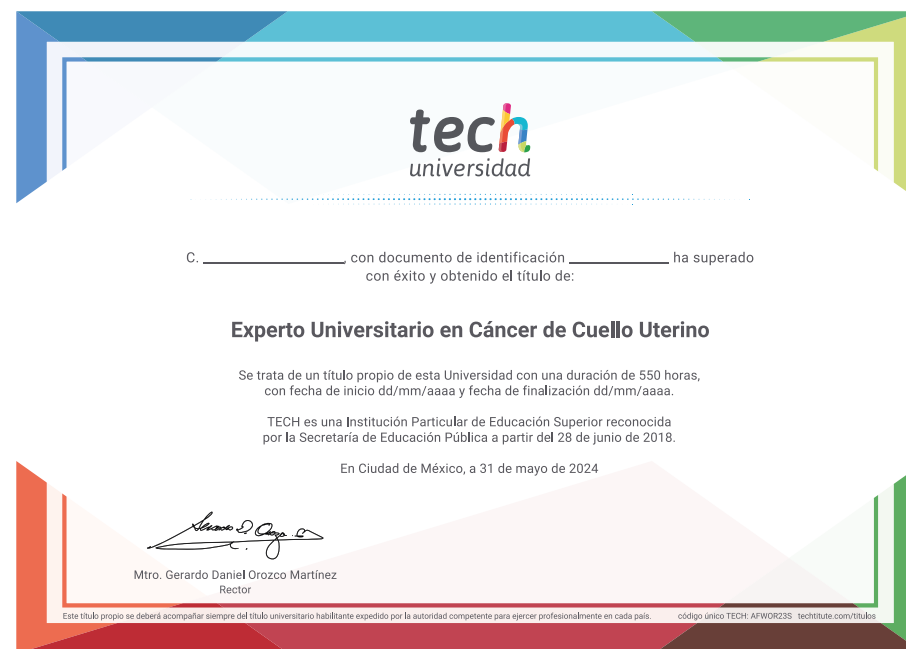 tech
universidad
C. ____________, con documento de identificación ____________ ha superado
con éxito y obtenido el título de:
Experto Universitario en Cáncer de Cuello Uterino
Se trata de un título propio de esta Universidad con una duración de 550 horas,
con fecha de inicio dd/mm/aaaa y fecha de finalización dd/mm/aaaa.
TECH es una Institución Particular de Educación Superior reconocida
por la Secretaría de Educación Pública a partir del 28 de junio de 2018.
En Ciudad de México, a 31 de mayo de 2024
Mtro. Gerardo Daniel Orozco Martínez
Rector
Este título propio se deberá acompañar siempre del título universitario habilitante expedido por la autoridad competente para ejercer profesionalmente en cada país. código único TECH: AFWOR23S techtitute.com/titulos